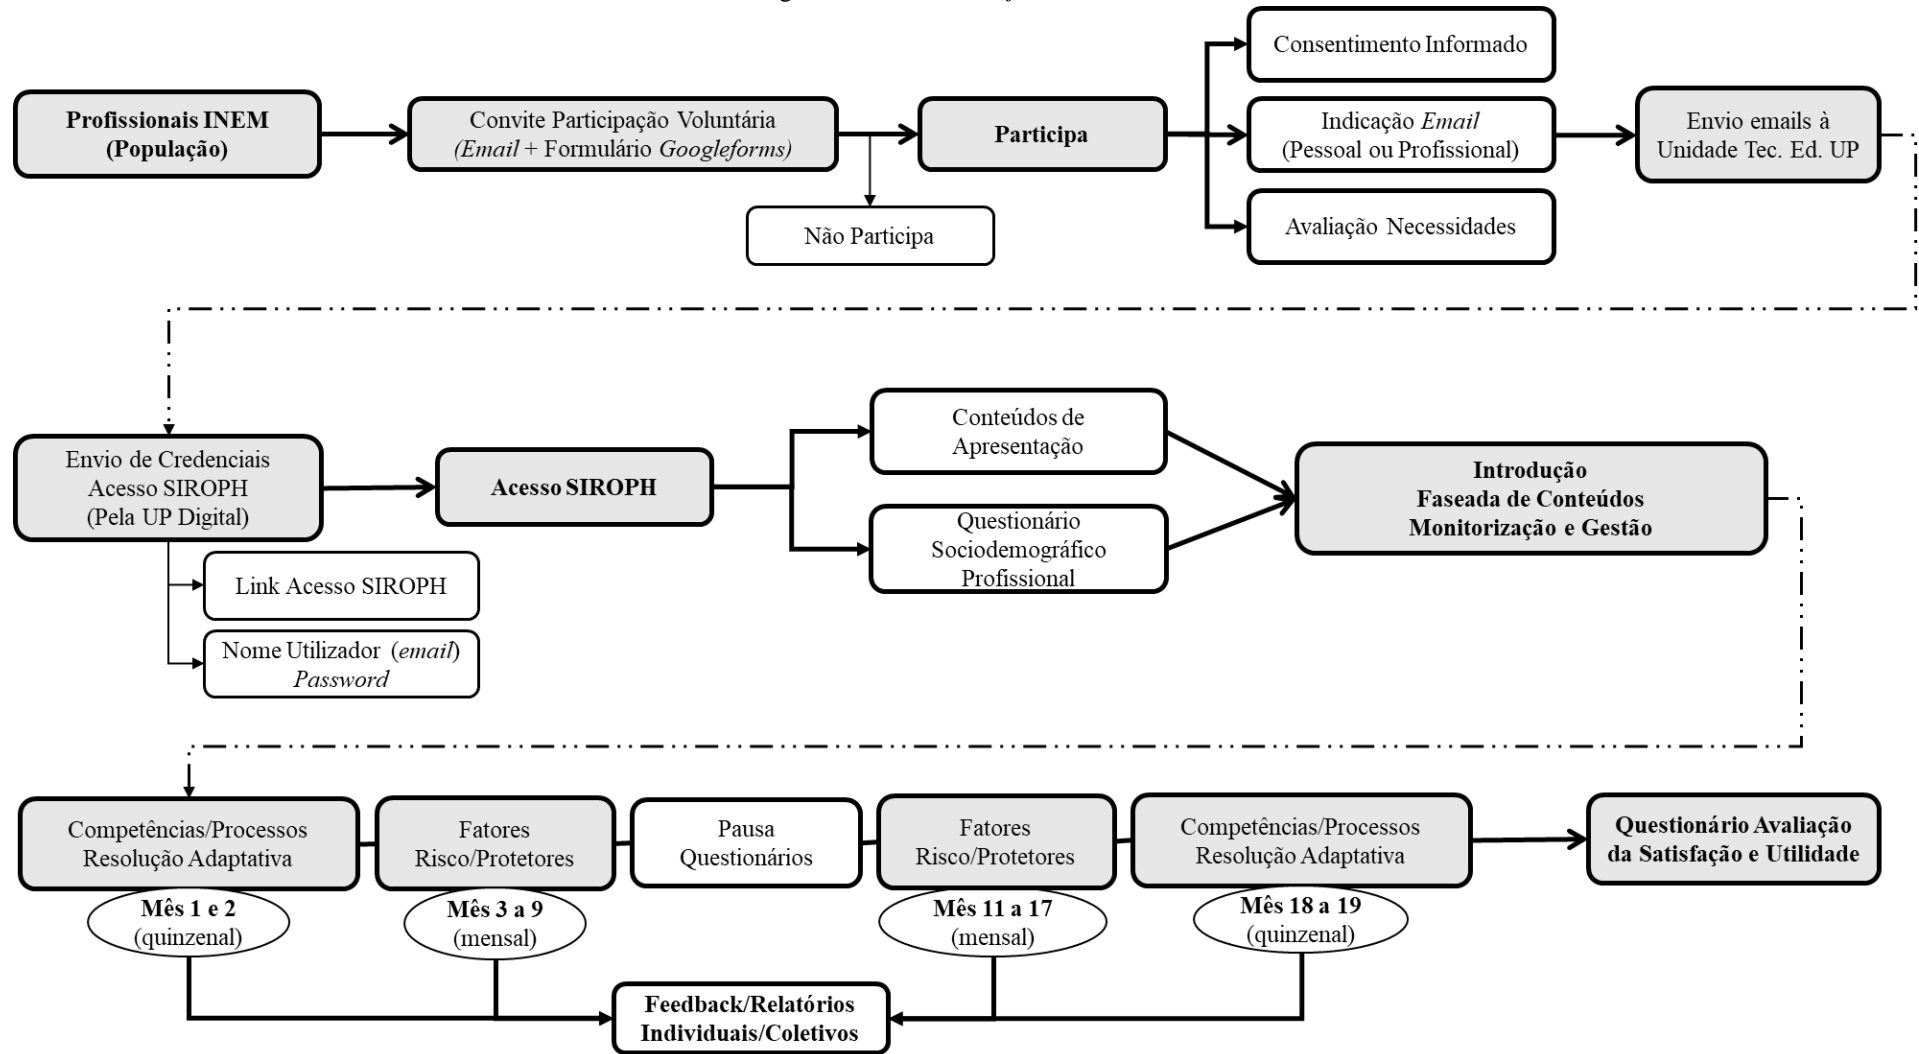 Consentimento Informado
Profissionais INEM
(População)
Convite Participação Voluntária
(Email + Formulário Googleforms)
Participa
Indicação Email
(Pessoal ou Profissional)
Envio emails à
Unidade Tec. Ed. UP
Não Participa
Avaliação Necessidades
Envio de Credenciais
Acesso SIROPH
(Pela UP Digital)
Link Acesso SIROPH
Nome Utilizador (email)
Password
Acesso SIROPH
Conteúdos de
Apresentação
Questionário
Sociodemográfico
Profissional
Introdução
Faseada de Conteúdos
Monitorização e Gestão
Competências/Processos
Resolução Adaptativa
Mês 1 e 2
(quinzenal)
Fatores
Risco/Protetores
Mês 3 a 9
(mensal)
Pausa
Questionários
Fatores
Risco/Protetores
Mês 11 a 17
(mensal)
Competências/Processos
Resolução Adaptativa
Mês 18 a 19
(quinzenal)
Questionário Avaliação
da Satisfação e Utilidade
Feedback/Relatórios
Individuais/Coletivos